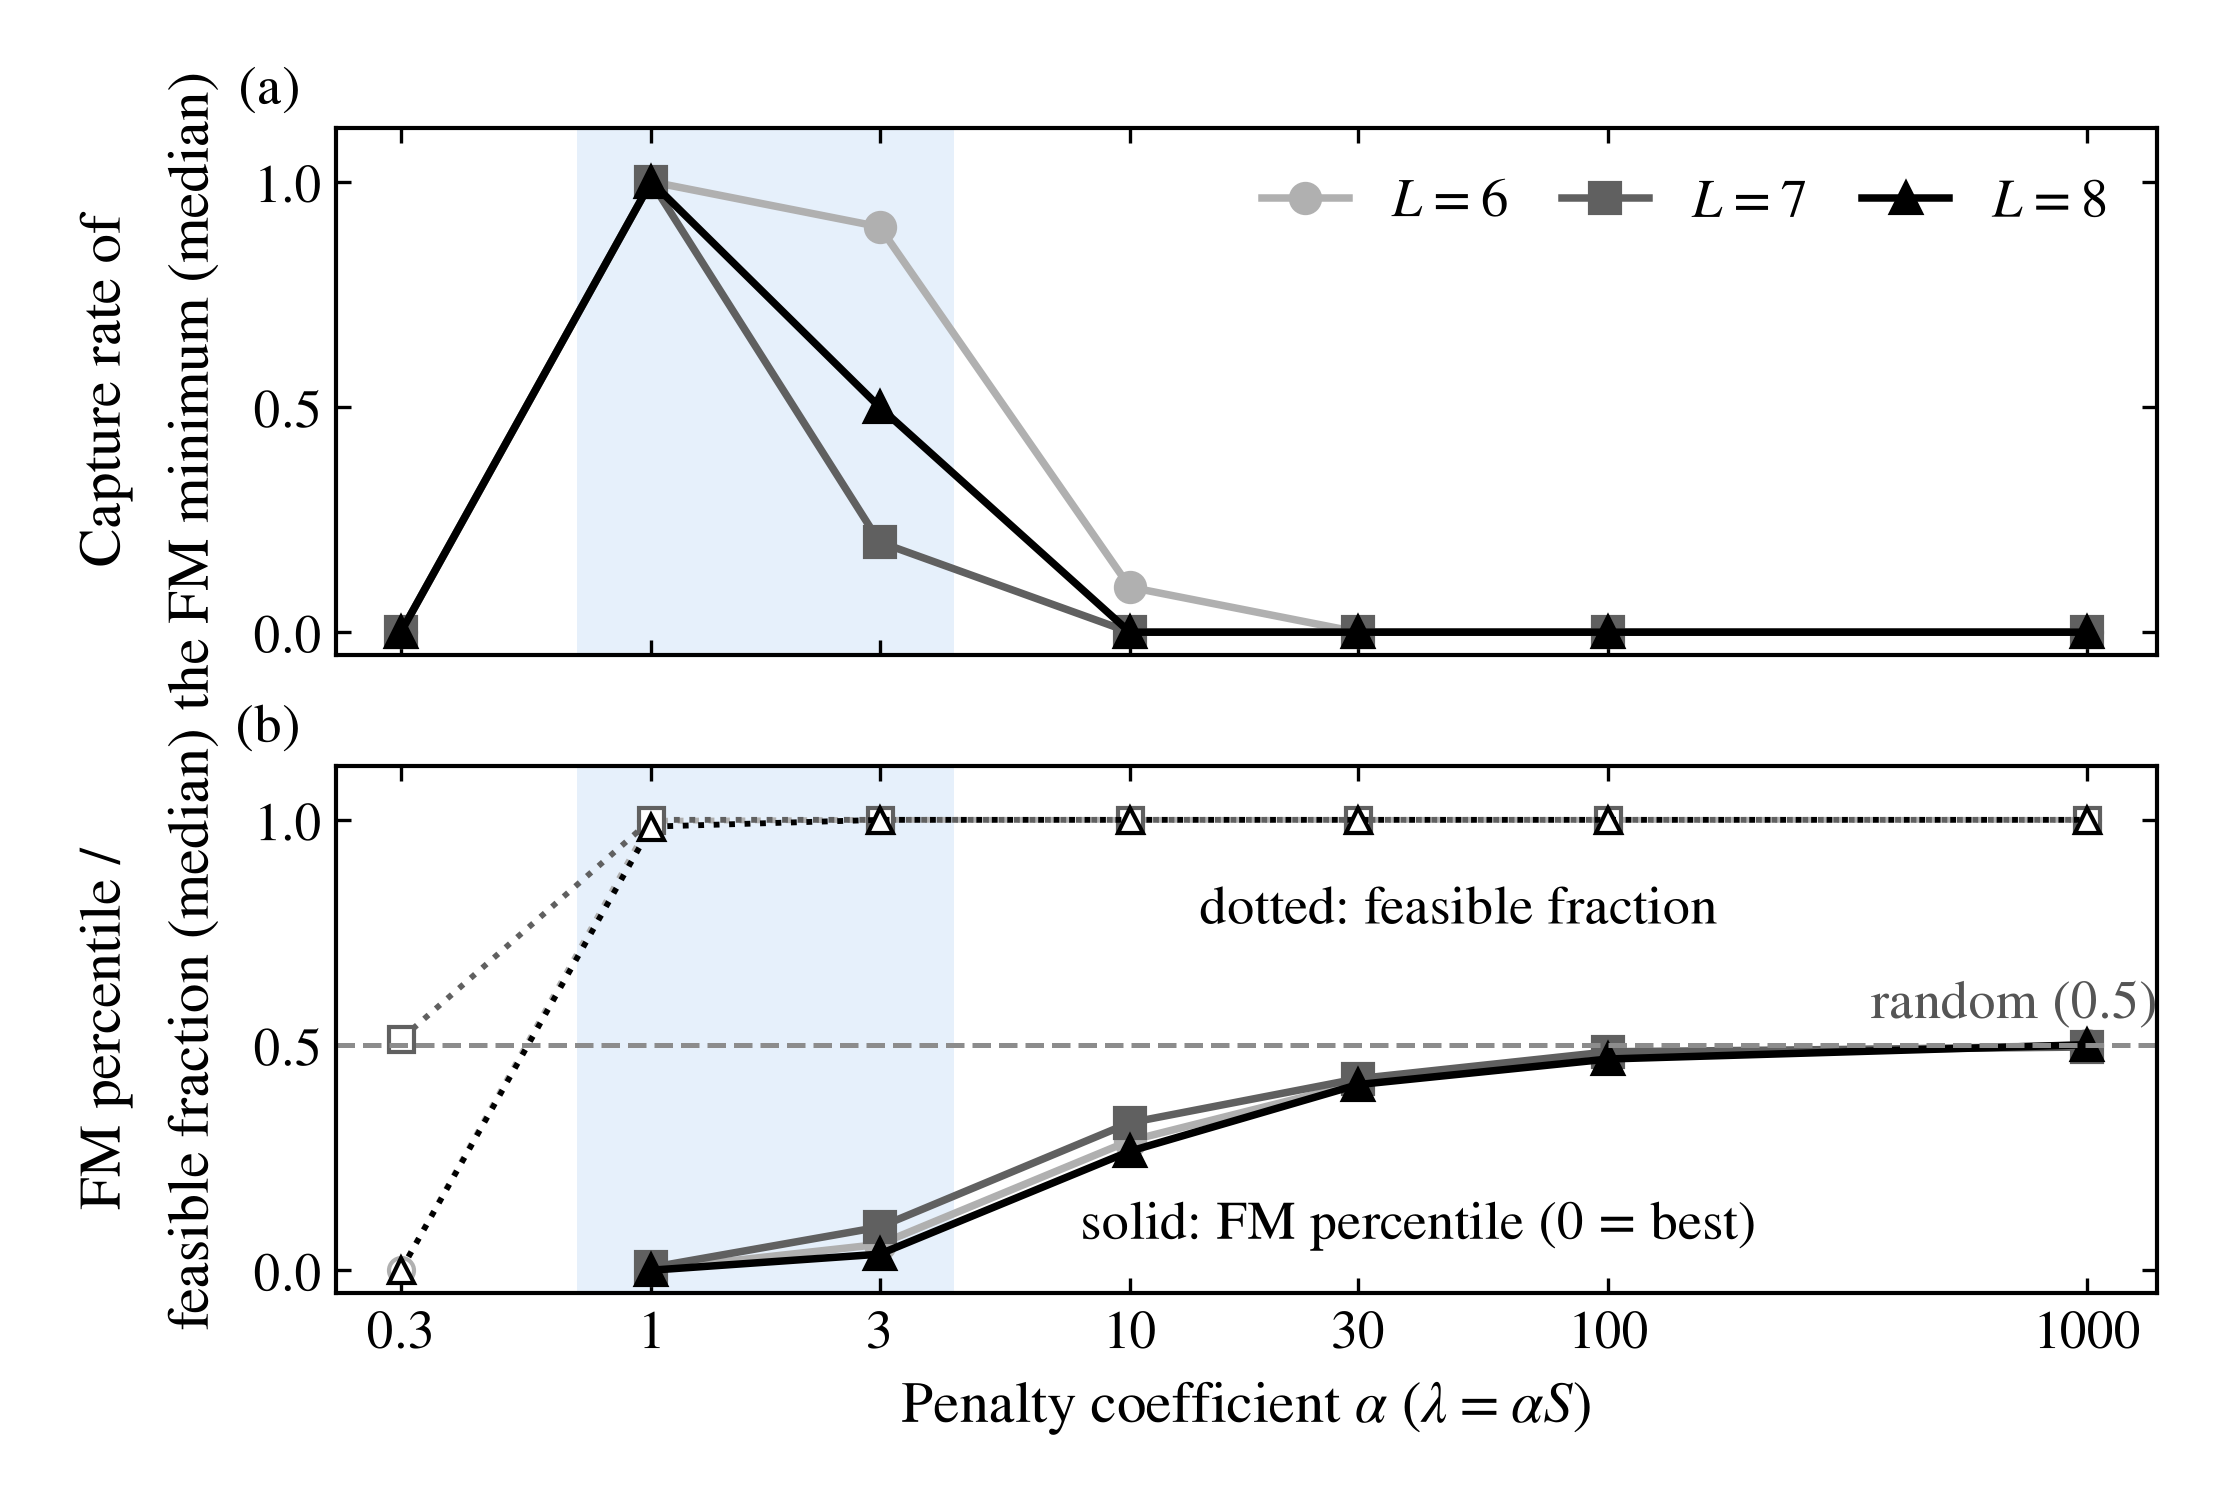 (a)
Capture rate of
the FM minimum (median)
1.0
0.5
0.0
L = 6
L = 7
L = 8
(b)
FM percentile /
feasible fraction (median)
1.0
0.5
0.0
dotted: feasible fraction
random (0.5)
solid: FM percentile (0 = best)
0.3 1 3 10 30 100 1000
Penalty coefficient α (λ = αS)